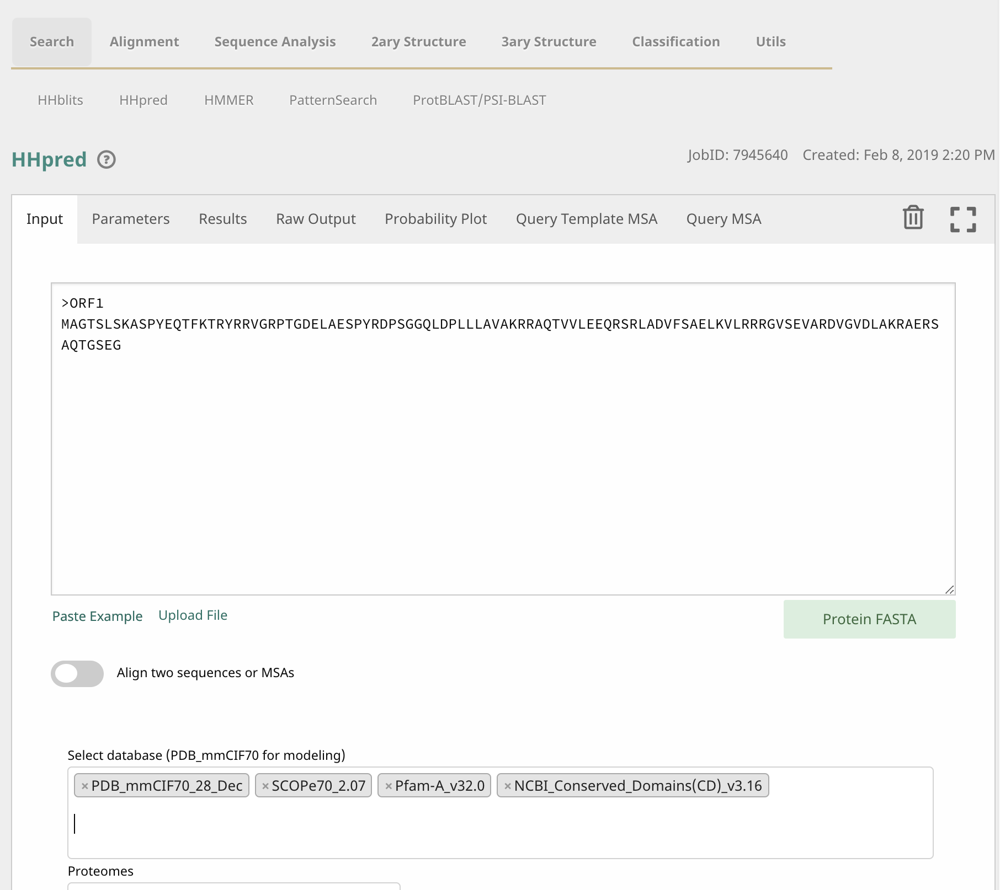 Search Alignment Sequence Analysis 2ary Structure 3ary Structure Classification Utils
HHblits HHpred HMMER PatternSearch ProtBLAST/PSI-BLAST
HHpred ? JobID: 7945640 Created: Feb 8, 2019 2:20 PM
Input Parameters Results Raw Output Probability Plot Query Template MSA Query MSA
>ORF1
MAGTSLSKASPYEQTFKTRYRRVGRPTGDELAESPYRDPSGGQLDPLLLAVAKRRAQTVVLEEQRSRLADVFSAELKVLRRRGVSEVARDVGVDLAKRAERS
AQTGSEG
Paste Example Upload File Protein FASTA
Align two sequences or MSAs
Select database (PDB_mmCIF70 for modeling)
×PDB_mmCIF70_28_Dec ×SCOPe70_2.07 ×Pfam-A_v32.0 ×NCBI_Conserved_Domains(CD)_v3.16
Proteomes